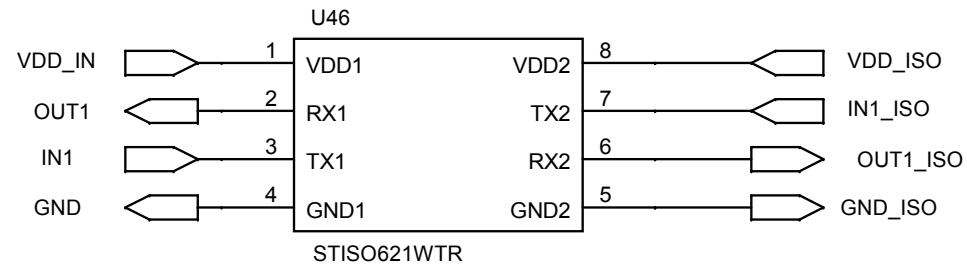 U46
VDD_IN 1 VDD1 VDD2 8 VDD_ISO
OUT1 2 RX1 TX2 7 IN1_ISO
IN1 3 TX1 RX2 6 OUT1_ISO
GND 4 GND1 GND2 5 GND_ISO
STISO621WTR